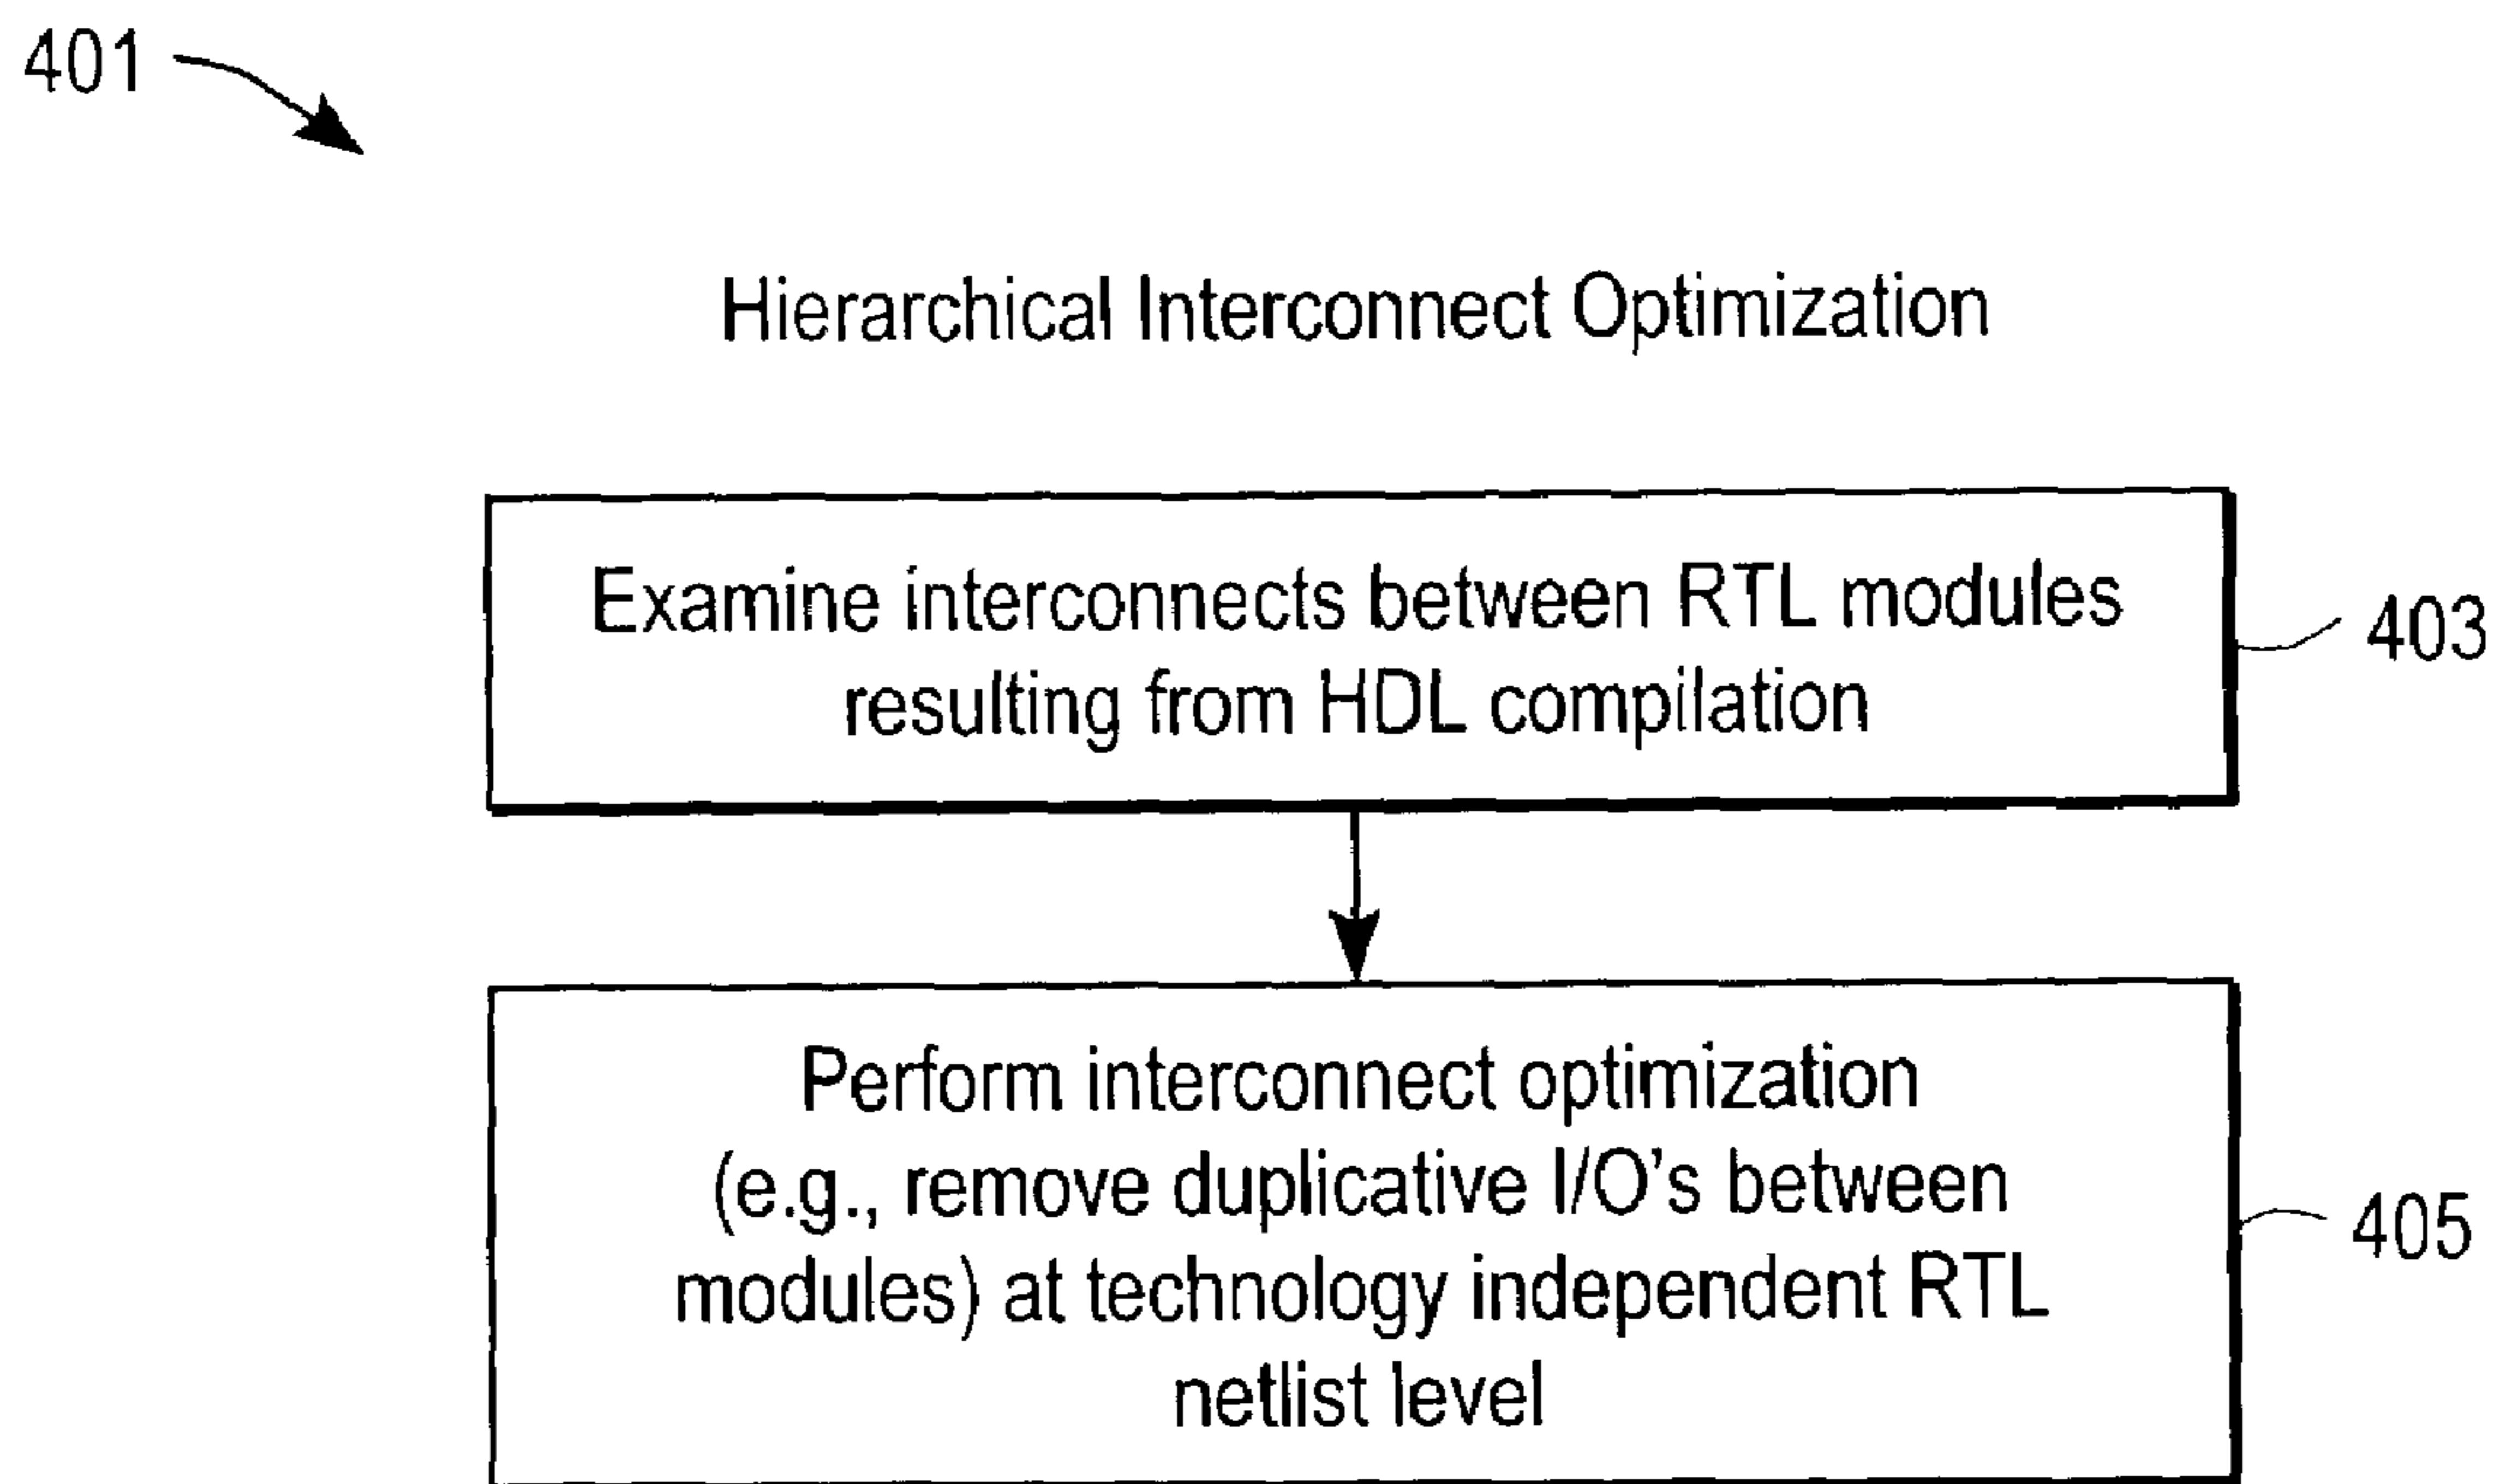 401
Hierarchical Interconnect Optimization
Examine interconnects between RTL modules
resulting from HDL compilation
403
Perform interconnect optimization
(e.g., remove duplicative I/O's between
modules) at technology independent RTL
netlist level
405